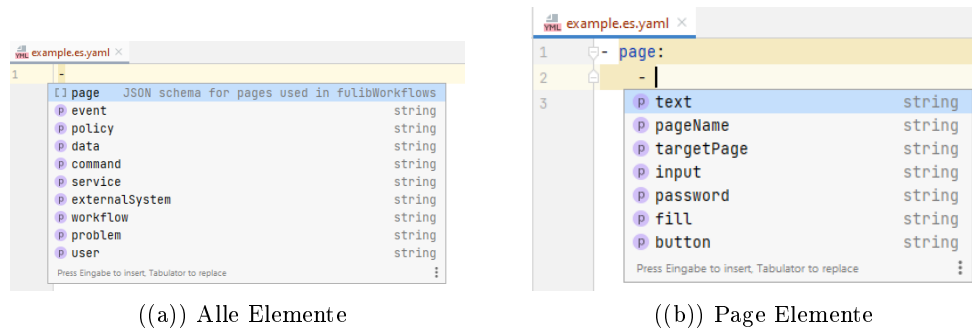 example.es.yaml
1 -
[] page JSON schema for pages used in fulibWorkflows
p event string
p policy string
p data string
p command string
p service string
p externalSystem string
p workflow string
p problem string
p user string
Press Eingabe to insert, Tabulator to replace
((a)) Alle Elemente
example.es.yaml
1 - page:
2 -
3
p text string
p pageName string
p targetPage string
p input string
p password string
p fill string
p button string
Press Eingabe to insert, Tabulator to replace
((b)) Page Elemente